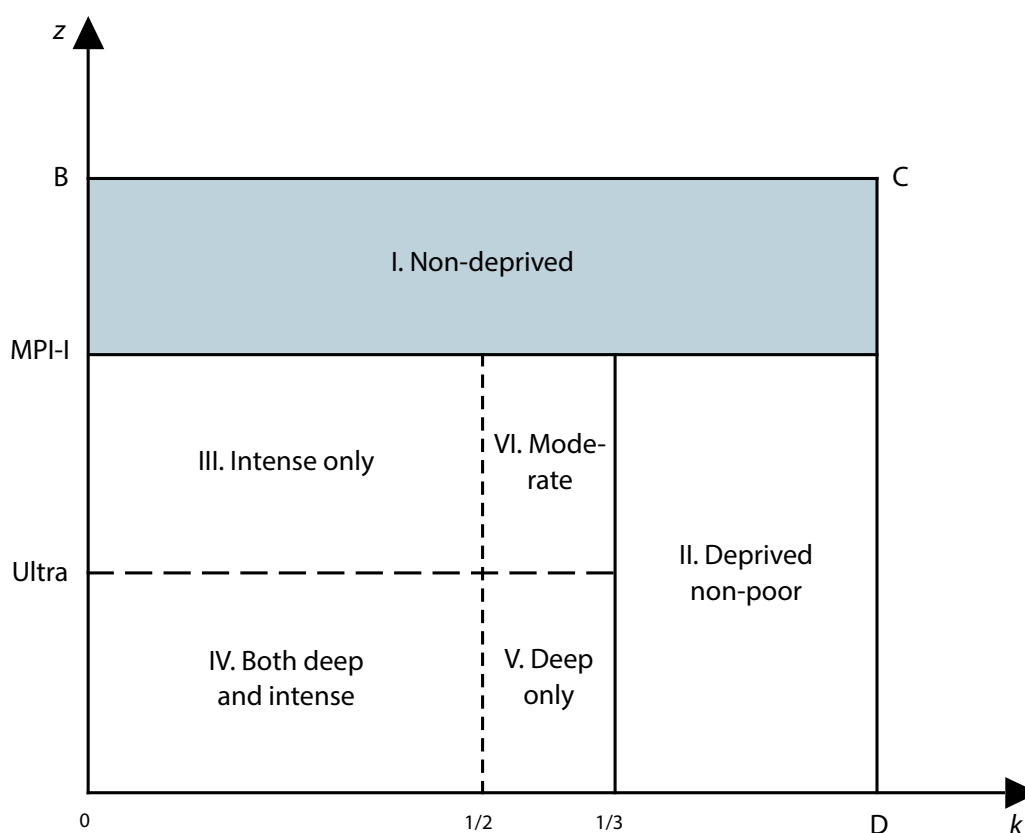 z
B
C
I. Non-deprived
MPI-I
III. Intense only
VI. Mode-
rate
Ultra
II. Deprived
non-poor
IV. Both deep
and intense
V. Deep
only
0
1/2
1/3
D
k